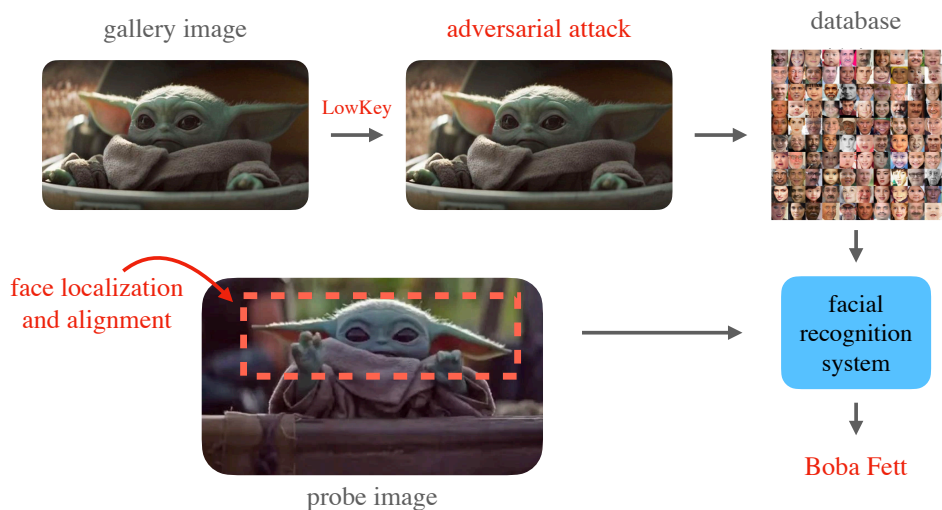 gallery image
adversarial attack
database
LowKey
face localization
and alignment
facial
recognition
system
Boba Fett
probe image